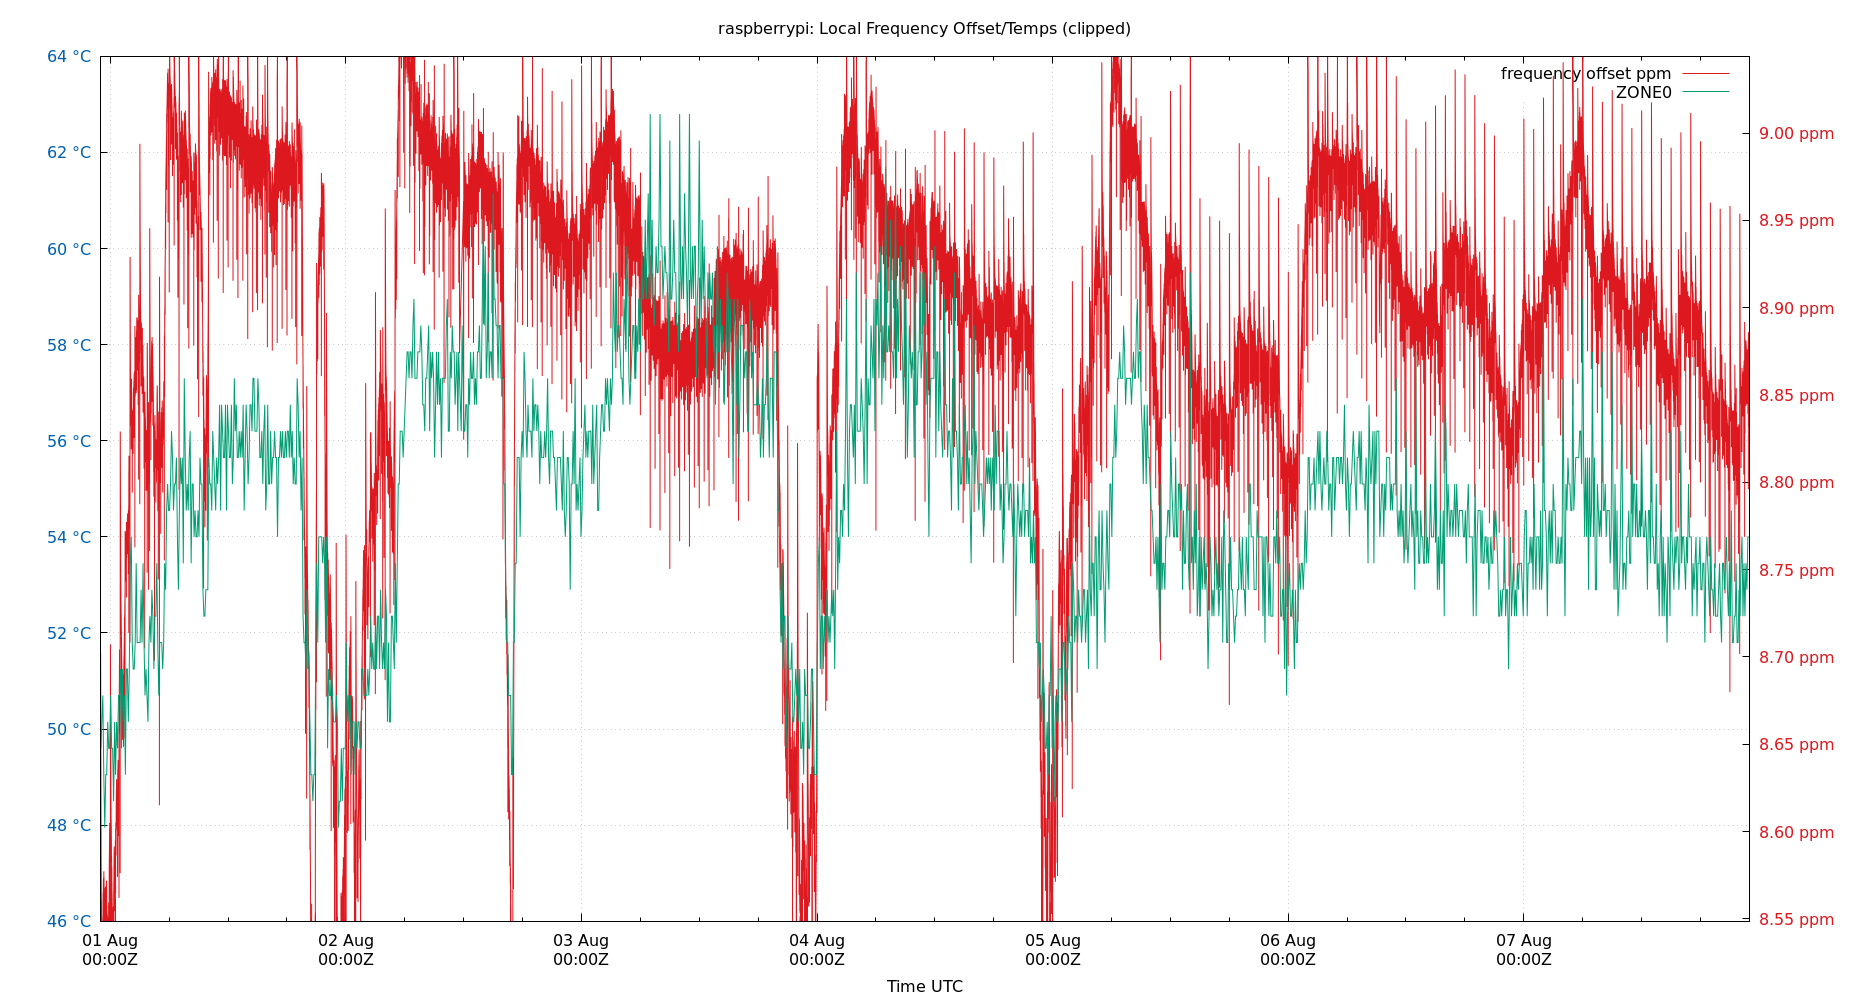 raspberrypi: Local Frequency Offset/Temps (clipped)
64 °C
62 °C
60 °C
58 °C
56 °C
54 °C
52 °C
50 °C
48 °C
46 °C
frequency offset ppm
ZONE0
9.00 ppm
8.95 ppm
8.90 ppm
8.85 ppm
8.80 ppm
8.75 ppm
8.70 ppm
8.65 ppm
8.60 ppm
8.55 ppm
01 Aug
00:00Z
02 Aug
00:00Z
03 Aug
00:00Z
04 Aug
00:00Z
05 Aug
00:00Z
06 Aug
00:00Z
07 Aug
00:00Z
Time UTC